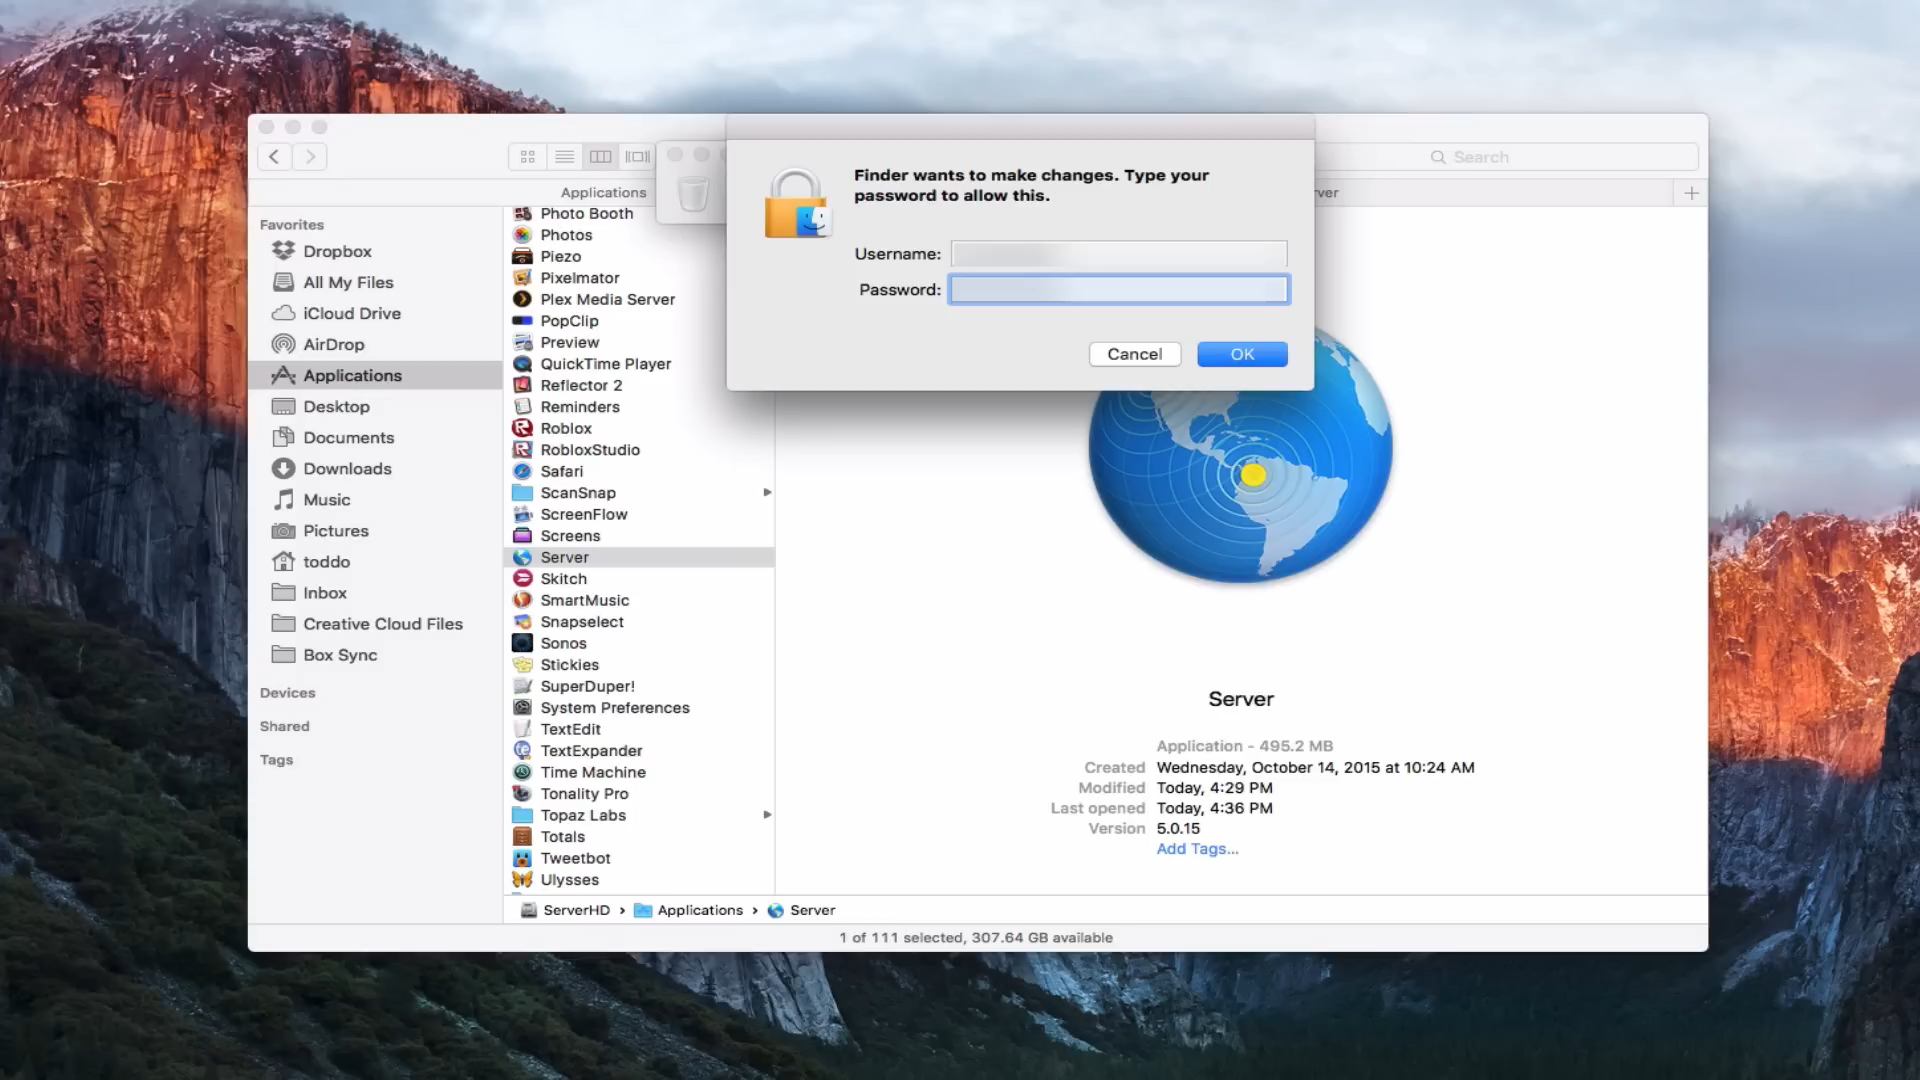 Search
Applications
rver
Finder wants to make changes. Type your
password to allow this.
Username:
Password:
Cancel
OK
Favorites
Dropbox
All My Files
iCloud Drive
AirDrop
Applications
Desktop
Documents
Downloads
Music
Pictures
toddo
Inbox
Creative Cloud Files
Box Sync
Devices
Shared
Tags
Photo Booth
Photos
Piezo
Pixelmator
Plex Media Server
PopClip
Preview
QuickTime Player
Reflector 2
Reminders
Roblox
RobloxStudio
Safari
ScanSnap
ScreenFlow
Screens
Server
Skitch
SmartMusic
Snapselect
Sonos
Stickies
SuperDuper!
System Preferences
TextEdit
TextExpander
Time Machine
Tonality Pro
Topaz Labs
Totals
Tweetbot
Ulysses
Server
Application - 495.2 MB
Created Wednesday, October 14, 2015 at 10:24 AM
Modified Today, 4:29 PM
Last opened Today, 4:36 PM
Version 5.0.15
Add Tags...
ServerHD › Applications › Server
1 of 111 selected, 307.64 GB available